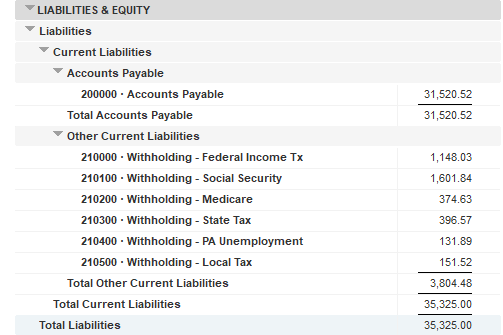 LIABILITIES & EQUITY
Liabilities
Current Liabilities
Accounts Payable
200000 · Accounts Payable 31,520.52
Total Accounts Payable 31,520.52
Other Current Liabilities
210000 · Withholding - Federal Income Tx 1,148.03
210100 · Withholding - Social Security 1,601.84
210200 · Withholding - Medicare 374.63
210300 · Withholding - State Tax 396.57
210400 · Withholding - PA Unemployment 131.89
210500 · Withholding - Local Tax 151.52
Total Other Current Liabilities 3,804.48
Total Current Liabilities 35,325.00
Total Liabilities 35,325.00